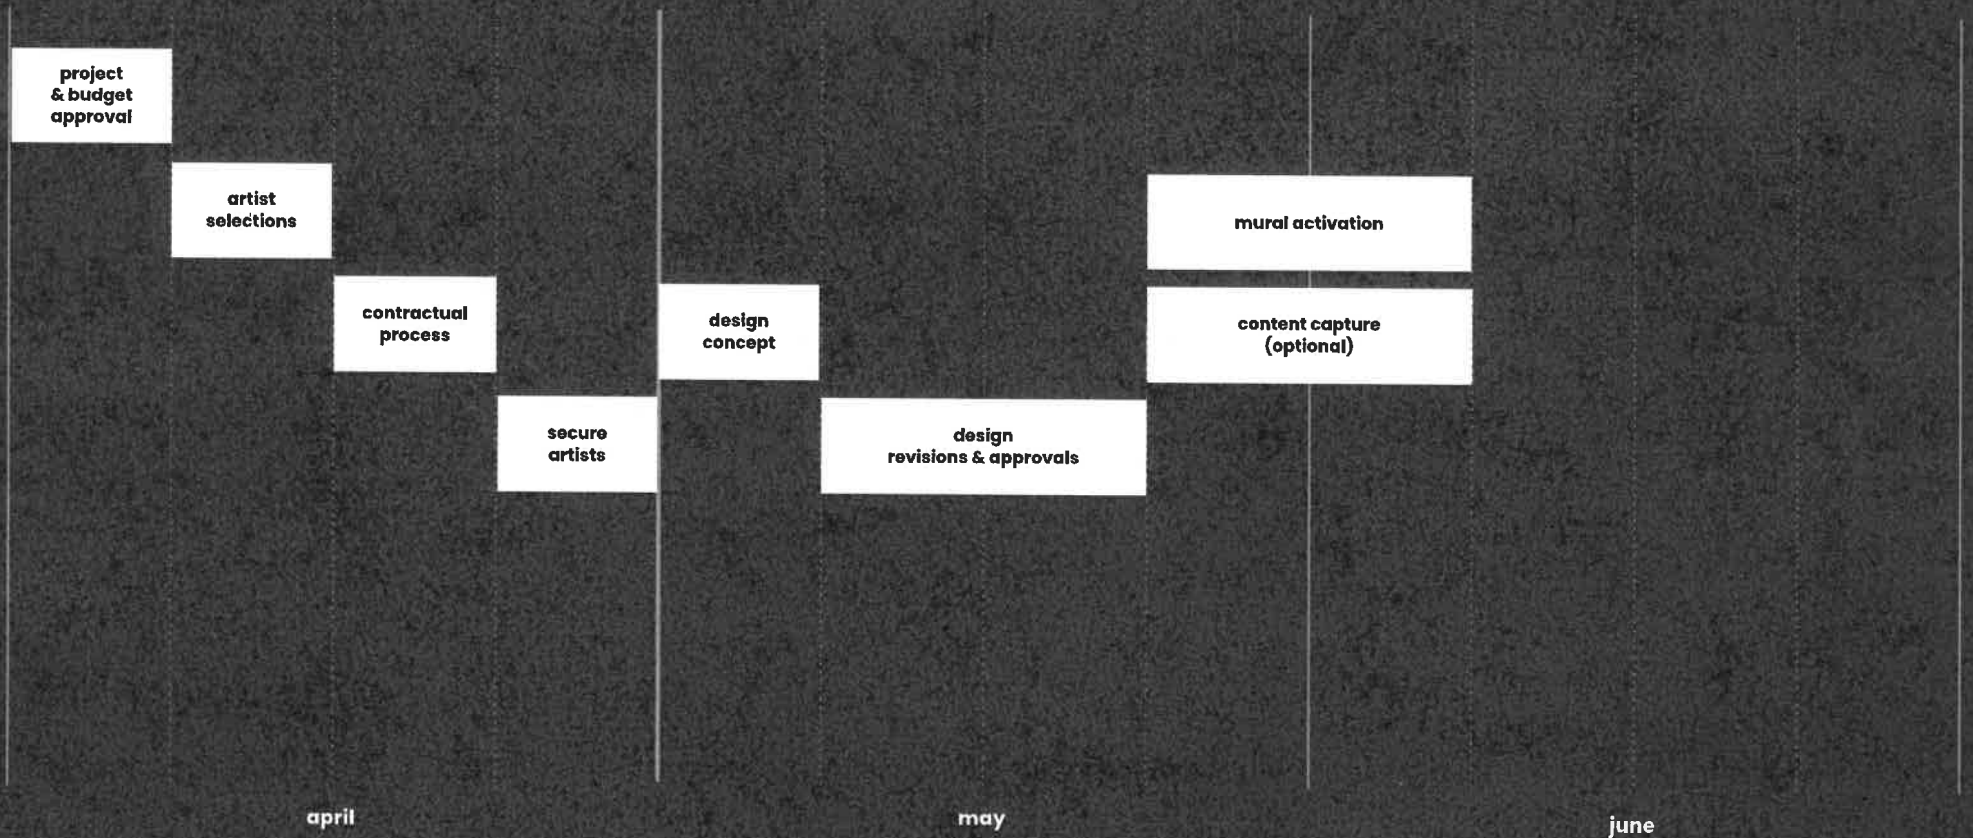 project
& budget
approval
artist
selections
contractual
process
secure
artists
design
concept
design
revisions & approvals
mural activation
content capture
(optional)
april
may
june